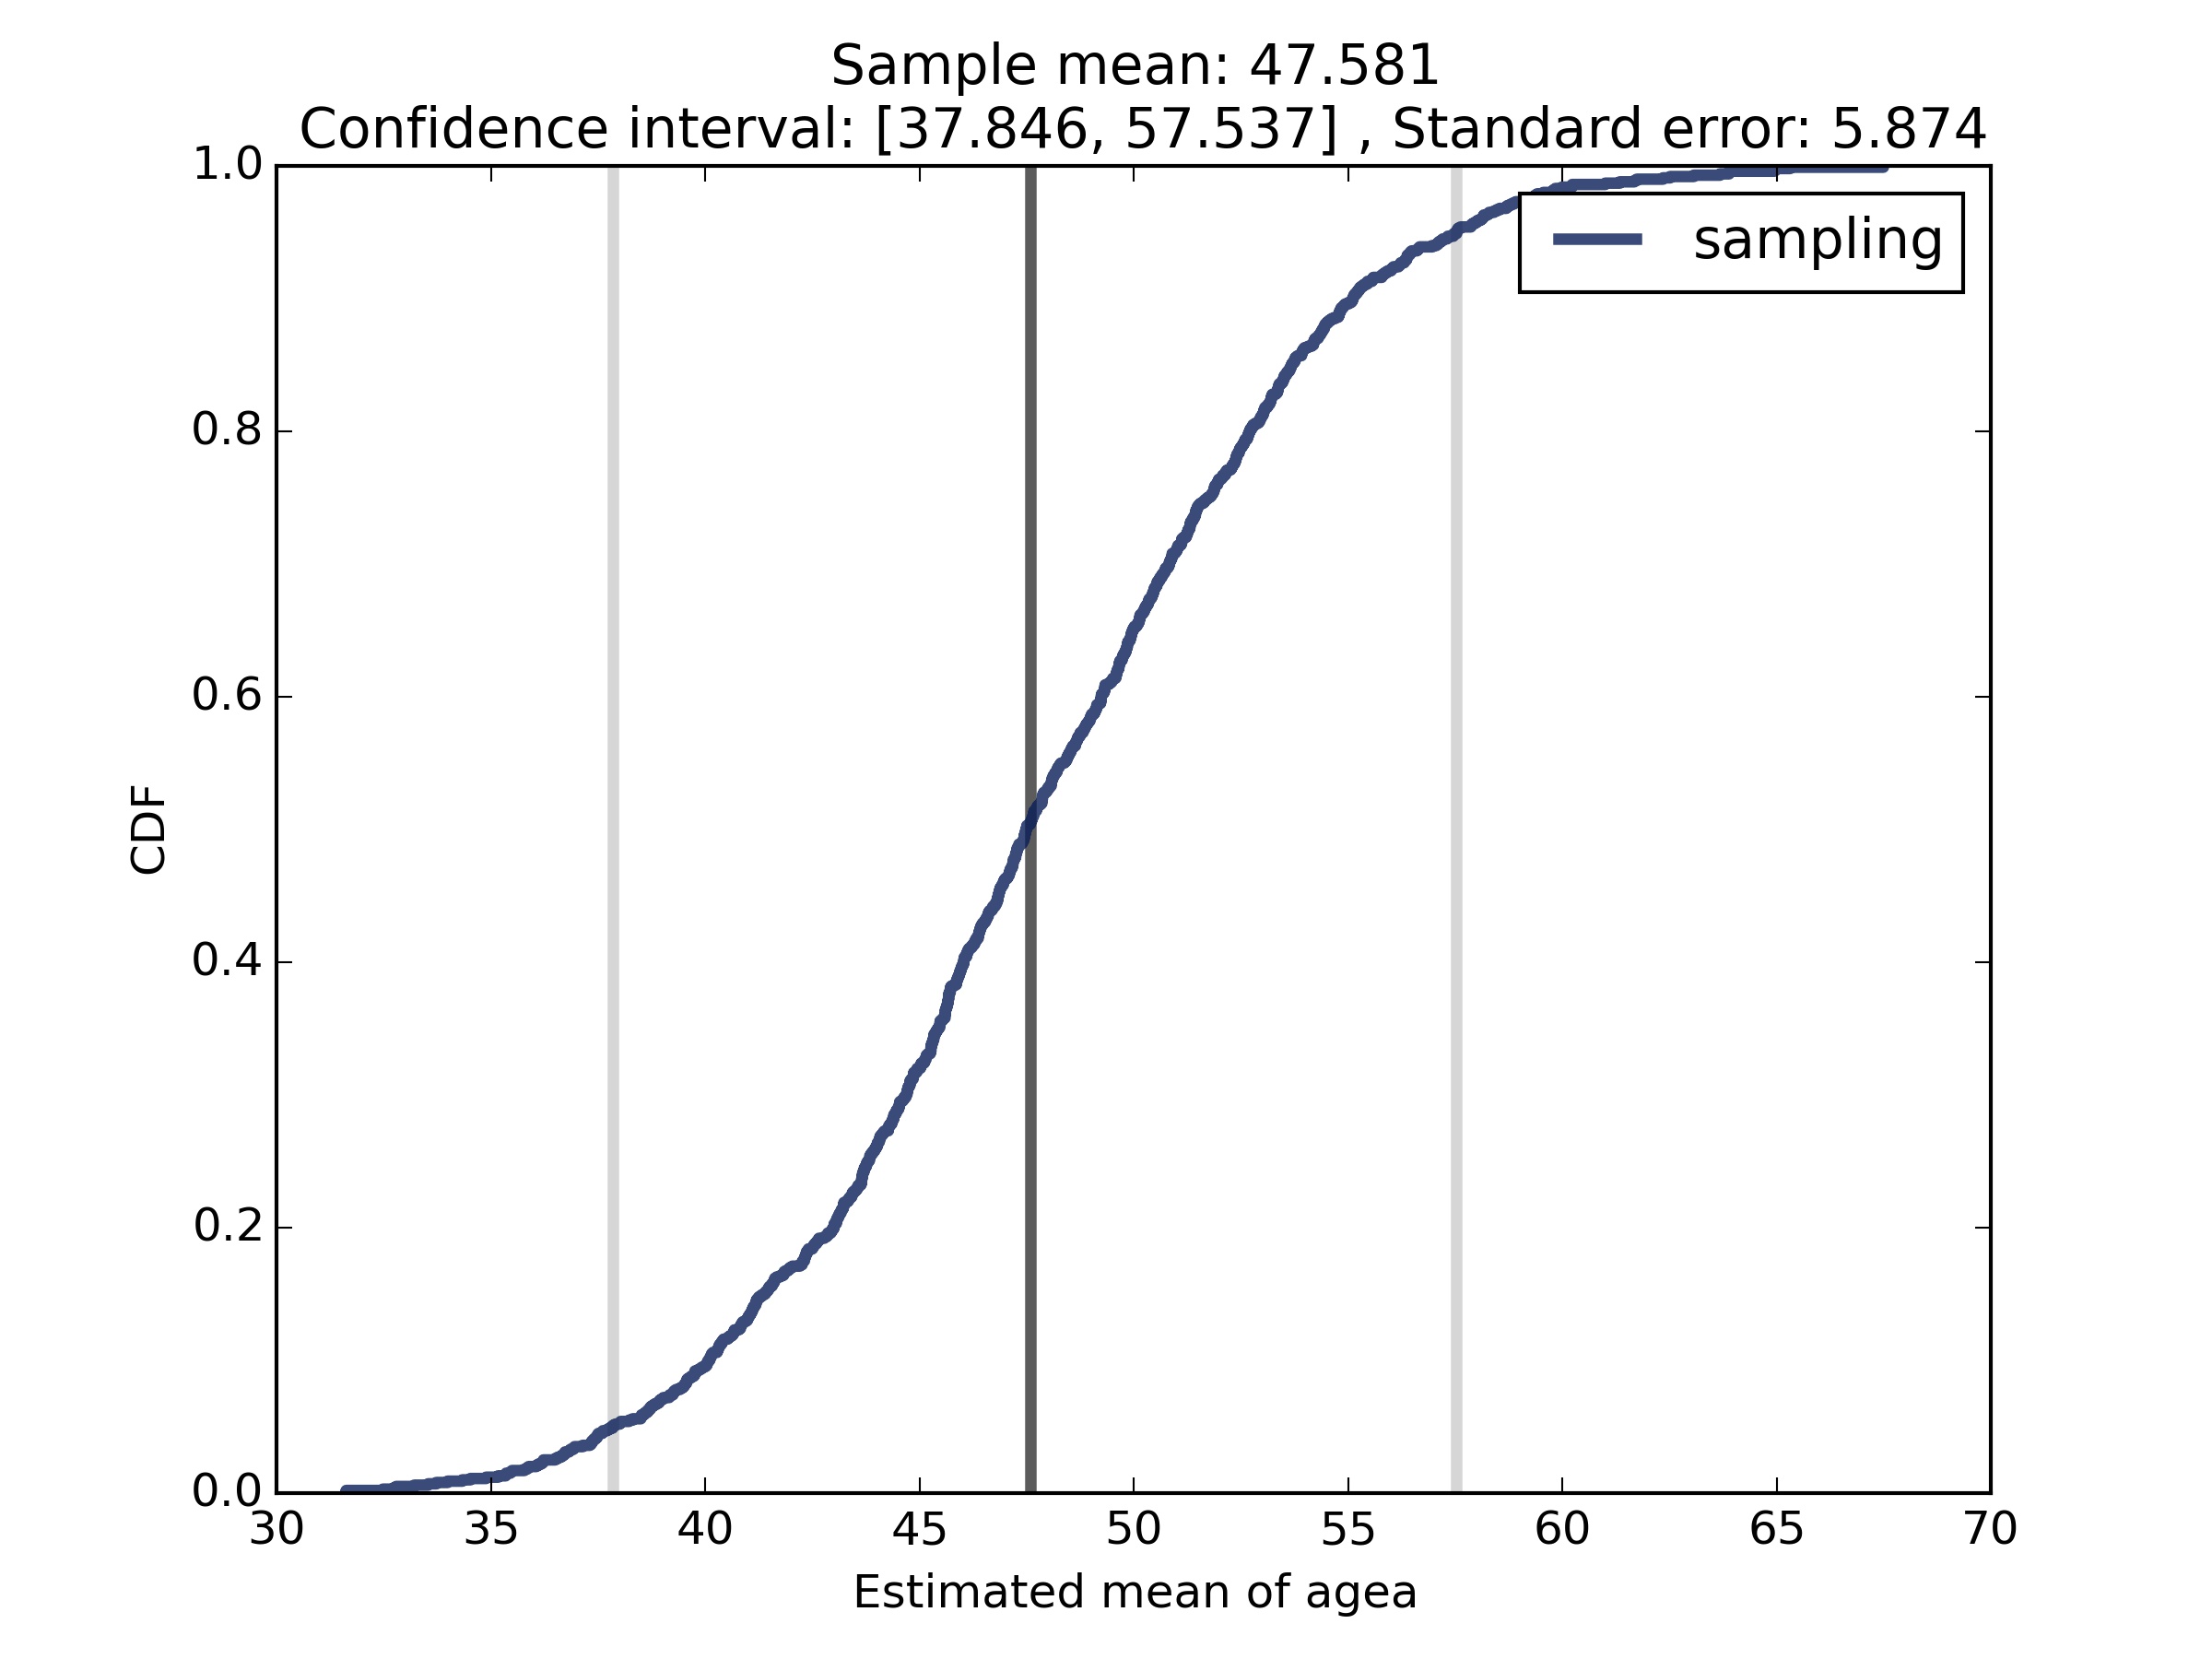 Sample mean: 47.581
Confidence interval: [37.846, 57.537] , Standard error: 5.874
1.0
sampling
0.8
0.6
CDF
0.4
0.2
0.0
30 35 40 45 50 55 60 65 70
Estimated mean of agea